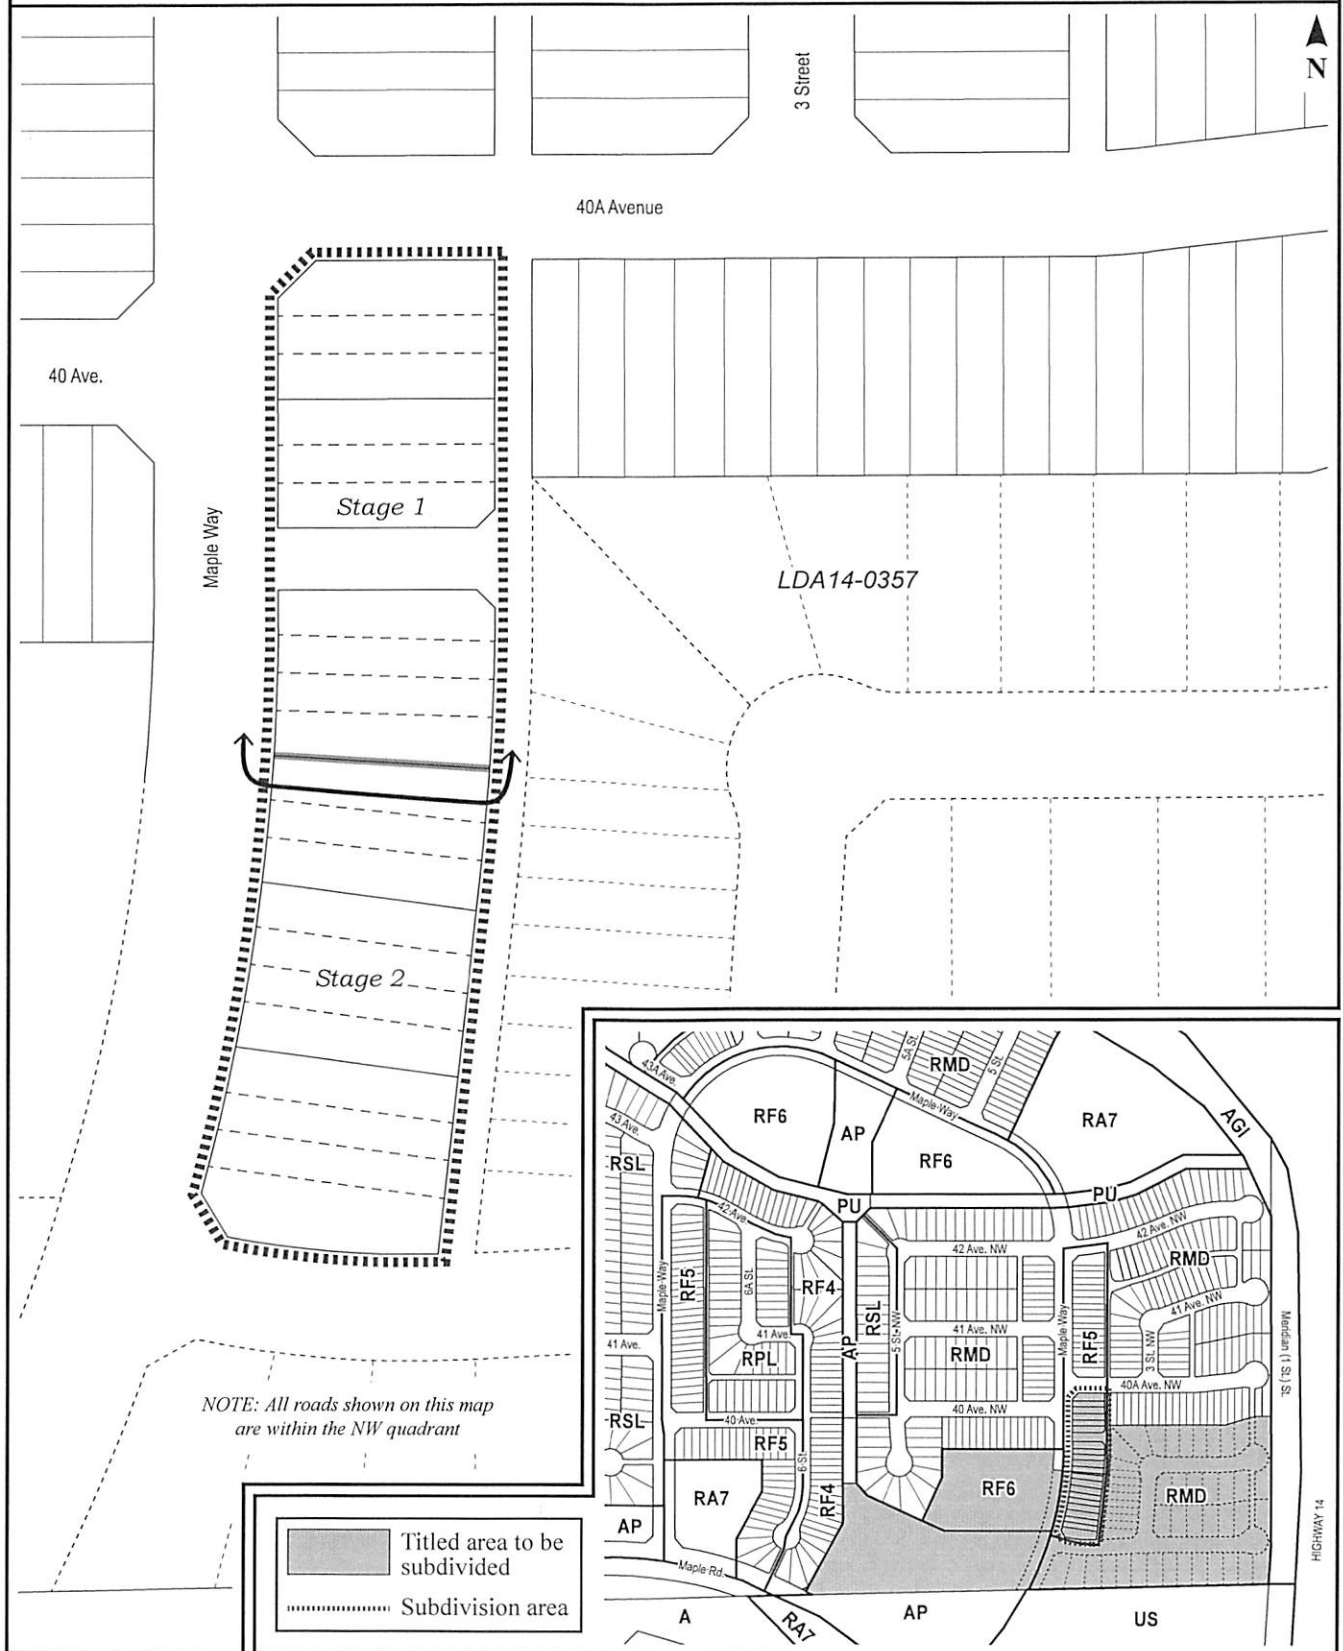 N
3 Street
40A Avenue
40 Ave.
Maple Way
Stage 1
LDA14-0357
Stage 2
NOTE: All roads shown on this map
are within the NW quadrant
Titled area to be
subdivided
Subdivision area
43A Ave.
5A St.
RMD
5 St.
Maple Way
RF6
AP
RF6
RA7
AGI
43 Ave.
RSL
PU
PU
42 Ave.
42 Ave. NW
42 Ave. NW
RMD
Maple Way
RF5
6A St.
RF4
AP
RSL
5 St. NW
Maple Way
RF5
41 Ave. NW
41 Ave.
41 Ave.
41 Ave. NW
3 St. NW
Meridian (1 St.) St.
RPL
RMD
40A Ave. NW
RSL
40 Ave.
40 Ave. NW
RF5
6 St.
RA7
RF4
RF6
RMD
AP
HIGHWAY 14
Maple Rd.
A
RA7
AP
US